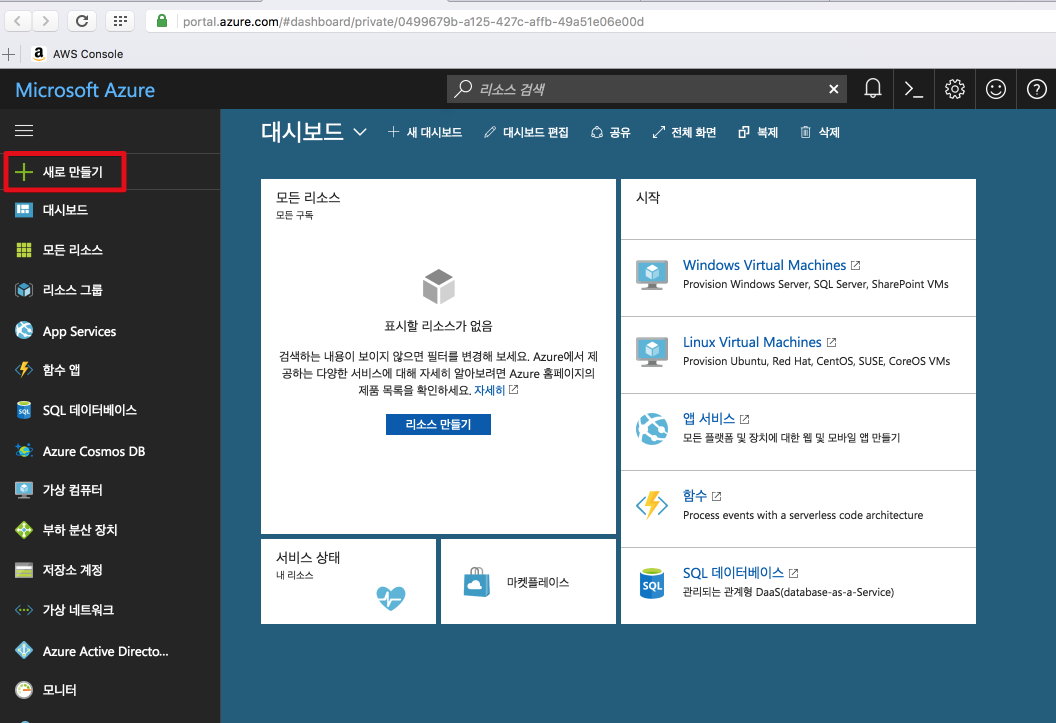 portal.azure.com/#dashboard/private/0499679b-a125-427c-affb-49a51e06e00d
a AWS Console
Microsoft Azure
리소스 검색
새로 만들기
대시보드
모든 리소스
리소스 그룹
App Services
함수 앱
SQL 데이터베이스
Azure Cosmos DB
가상 컴퓨터
부하 분산 장치
저장소 계정
가상 네트워크
Azure Active Directo...
모니터
대시보드
새 대시보드
대시보드 편집
공유
전체 화면
복제
삭제
모든 리소스
모든 구독
표시할 리소스가 없음
검색하는 내용이 보이지 않으면 필터를 변경해 보세요. Azure에서 제
공하는 다양한 서비스에 대해 자세히 알아보려면 Azure 홈페이지의
제품 목록을 확인하세요. 자세히
리소스 만들기
서비스 상태
내 리소스
마켓플레이스
시작
Windows Virtual Machines
Provision Windows Server, SQL Server, SharePoint VMs
Linux Virtual Machines
Provision Ubuntu, Red Hat, CentOS, SUSE, CoreOS VMs
앱 서비스
모든 플랫폼 및 장치에 대한 웹 및 모바일 앱 만들기
함수
Process events with a serverless code architecture
SQL
SQL 데이터베이스
관리되는 관계형 DaaS(database-as-a-Service)